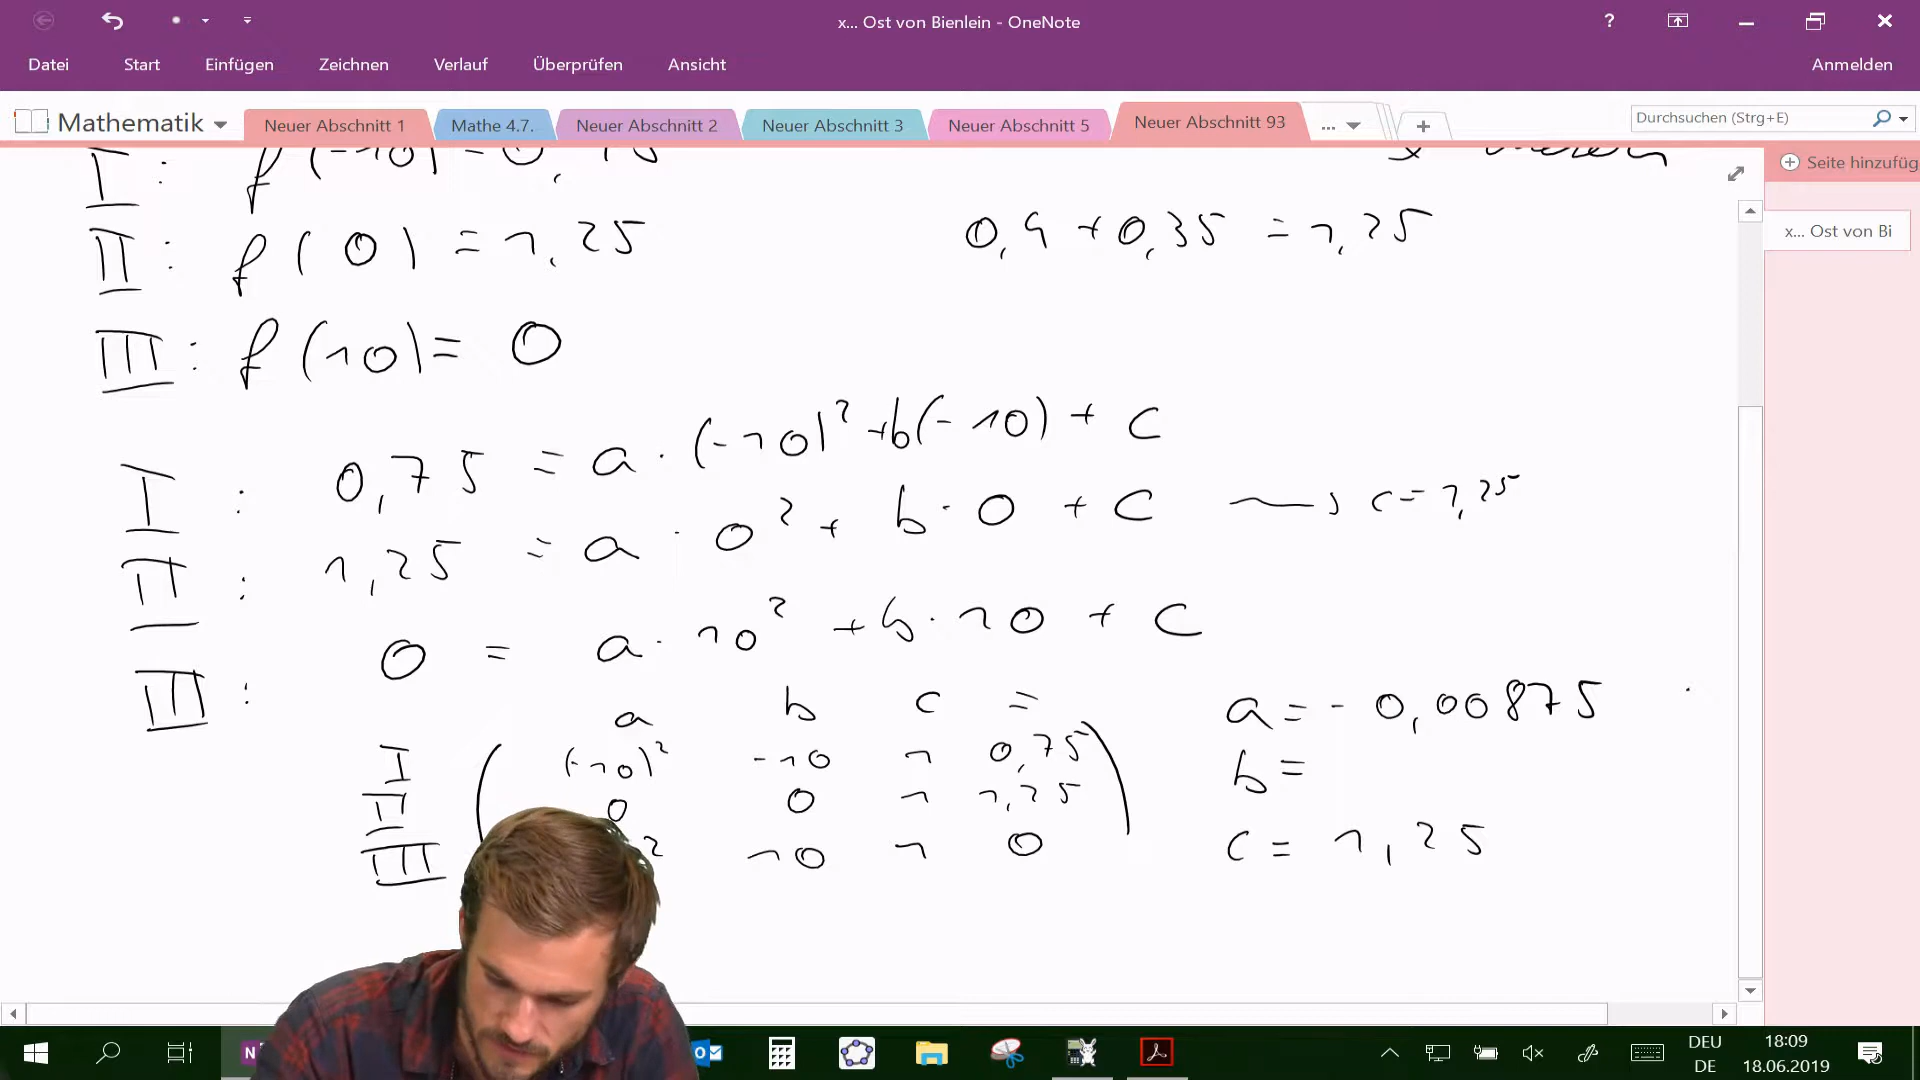 x... Ost von Bienlein - OneNote
?
Datei Start Einfügen Zeichnen Verlauf Überprüfen Ansicht Anmelden
Mathematik
Neuer Abschnitt 1
Mathe 4.7.
Neuer Abschnitt 2
Neuer Abschnitt 3
Neuer Abschnitt 5
Neuer Abschnitt 93
...
Durchsuchen (Strg+E)
Seite hinzufüg
x... Ost von Bi
I: f(-10) = 0,75
II: f(0) = 1,25
0,9 + 0,35 = 1,25
III: f(10) = 0
I: 0,75 = a · (-10)² + b(-10) + c
II: 1,25 = a · 0² + b · 0 + c → c = 1,25
III: 0 = a · 10² + b · 10 + c
a b c =
I (-10)² -10 1 0,75
II 0 0 1 1,25
III ² 10 1 0
a = - 0,00875
b =
c = 1,25
DEU
DE
18:09
18.06.2019